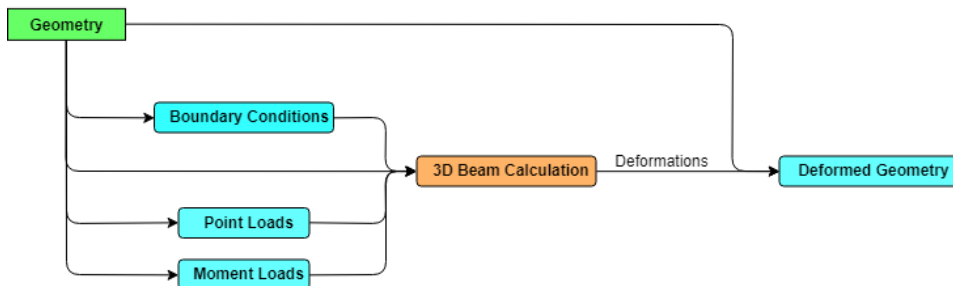 Geometry
Boundary Conditions
3D Beam Calculation
Deformations
Deformed Geometry
Point Loads
Moment Loads